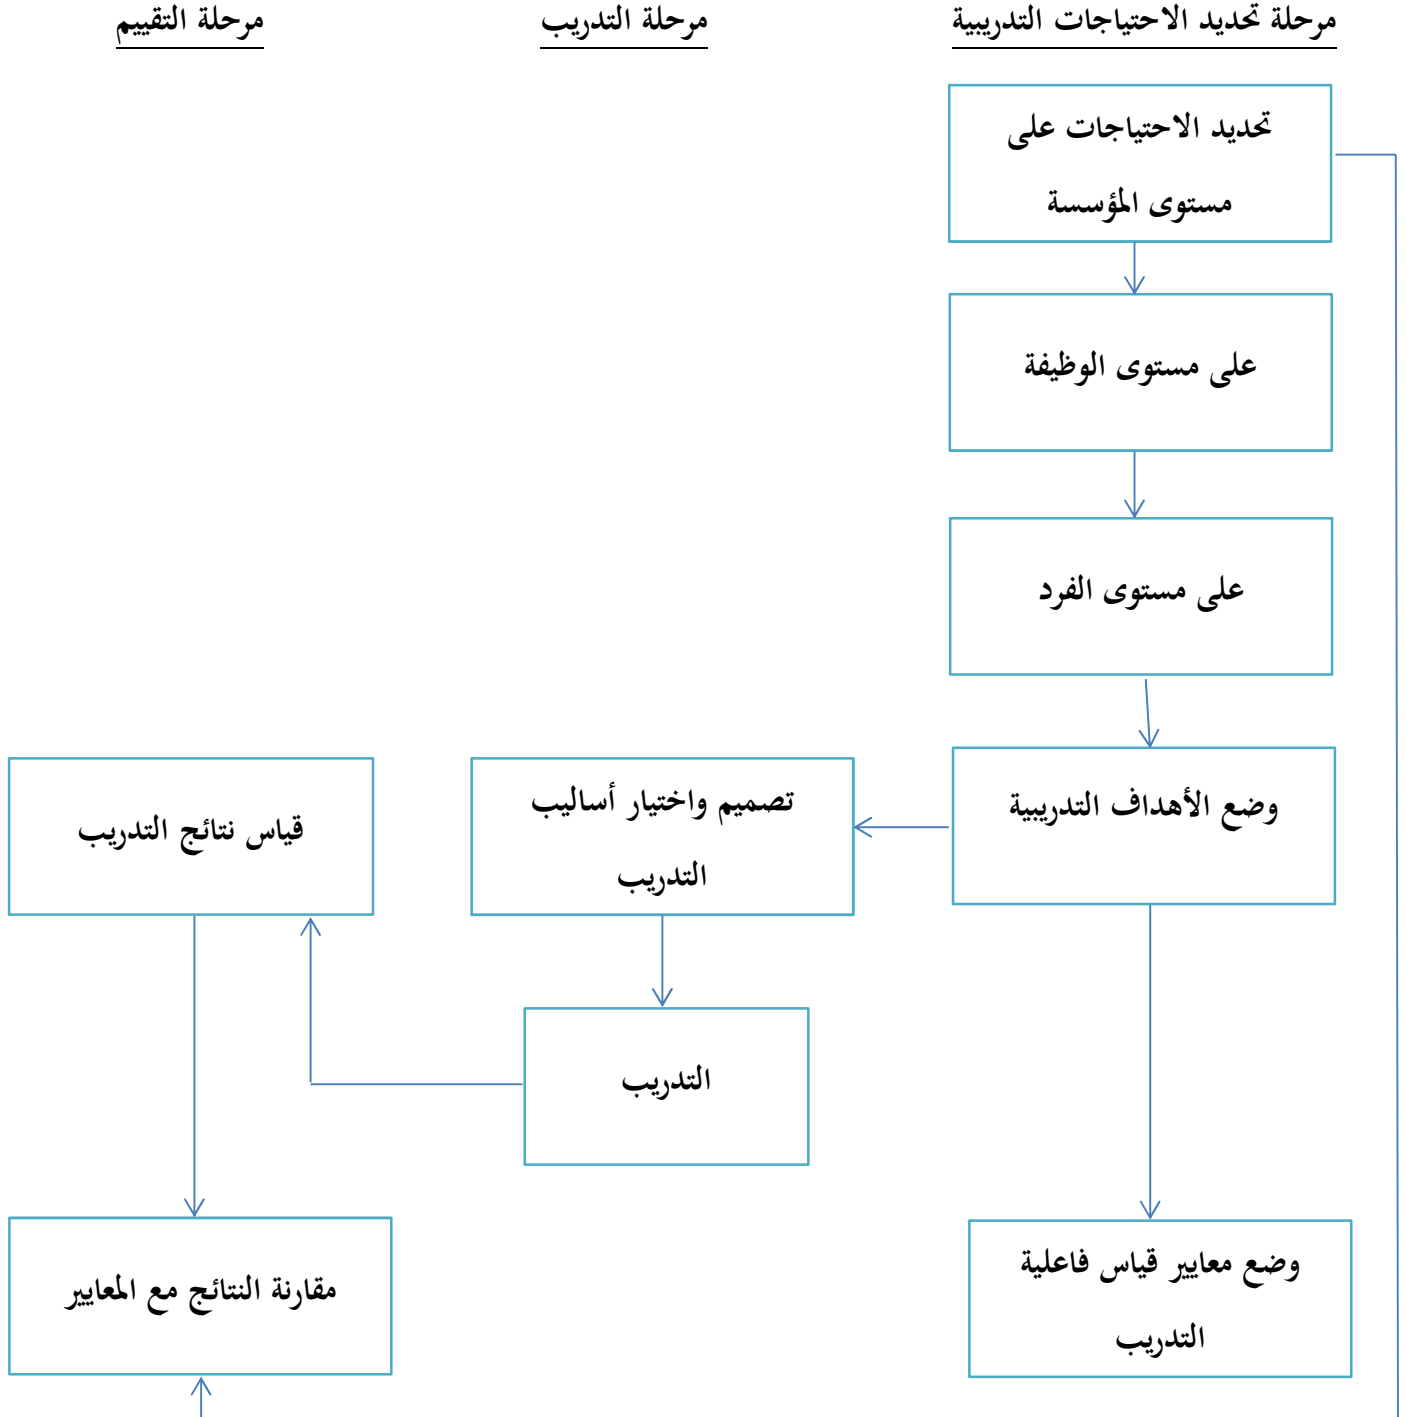 مرحلة تحديد الاحتياجات التدريبية
مرحلة التدريب
مرحلة التقييم
تحديد الاحتياجات على
مستوى المؤسسة
على مستوى الوظيفة
على مستوى الفرد
وضع الأهداف التدريبية
تصميم واختيار أساليب
التدريب
قياس نتائج التدريب
التدريب
وضع معايير قياس فاعلية
التدريب
مقارنة النتائج مع المعايير